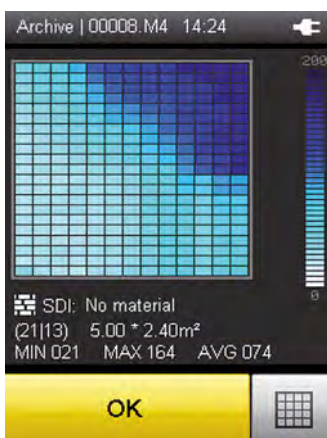 Archive | 00008.M4 14:24
200
0
SDI: No material
(21|13) 5.00 * 2.40m²
MIN 021 MAX 164 AVG 074
OK